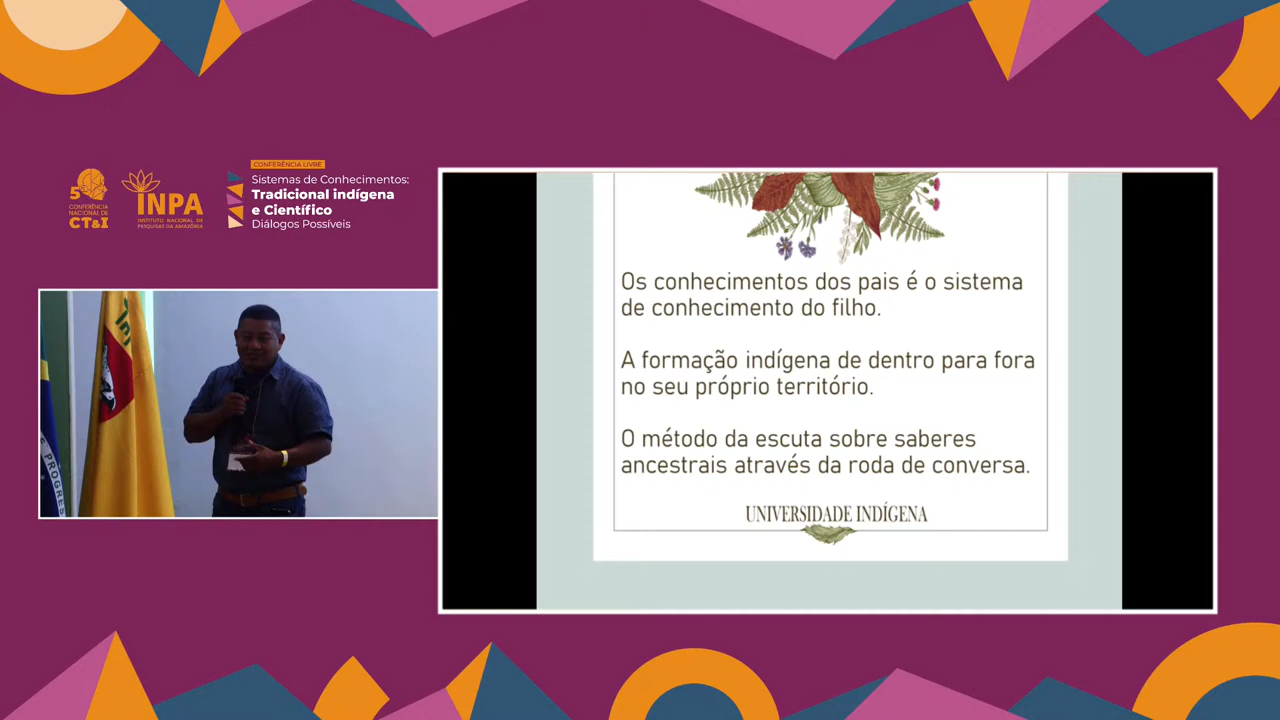 CONFERÊNCIA LIVRE
5
CONFERÊNCIA
NACIONAL DE
CT&I
INPA
INSTITUTO NACIONAL DE
PESQUISAS DA AMAZÔNIA
Sistemas de Conhecimentos:
Tradicional indígena
e Científico
Diálogos Possíveis
E PROGRES
Os conhecimentos dos pais é o sistema
de conhecimento do filho.
A formação indígena de dentro para fora
no seu próprio território.
O método da escuta sobre saberes
ancestrais através da roda de conversa.
UNIVERSIDADE INDÍGENA